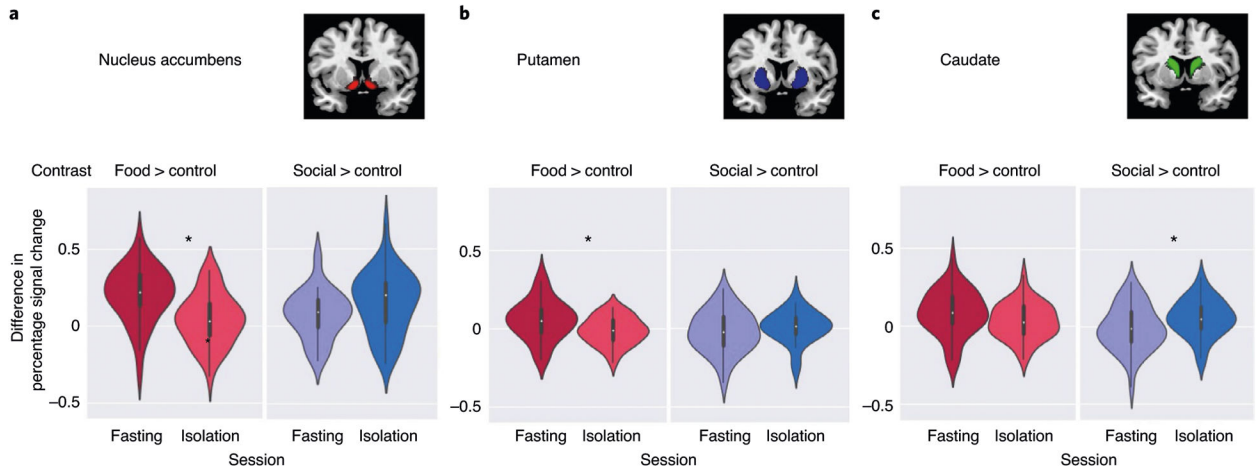 a
Nucleus accumbens
Contrast
Food > control
Social > control
Difference in
percentage signal change
0.5
0
–0.5
*
Fasting
Isolation
Fasting
Isolation
Session
b
Putamen
Food > control
Social > control
0.5
0
–0.5
*
Fasting
Isolation
Fasting
Isolation
Session
c
Caudate
Food > control
Social > control
0.5
0
–0.5
*
Fasting
Isolation
Fasting
Isolation
Session